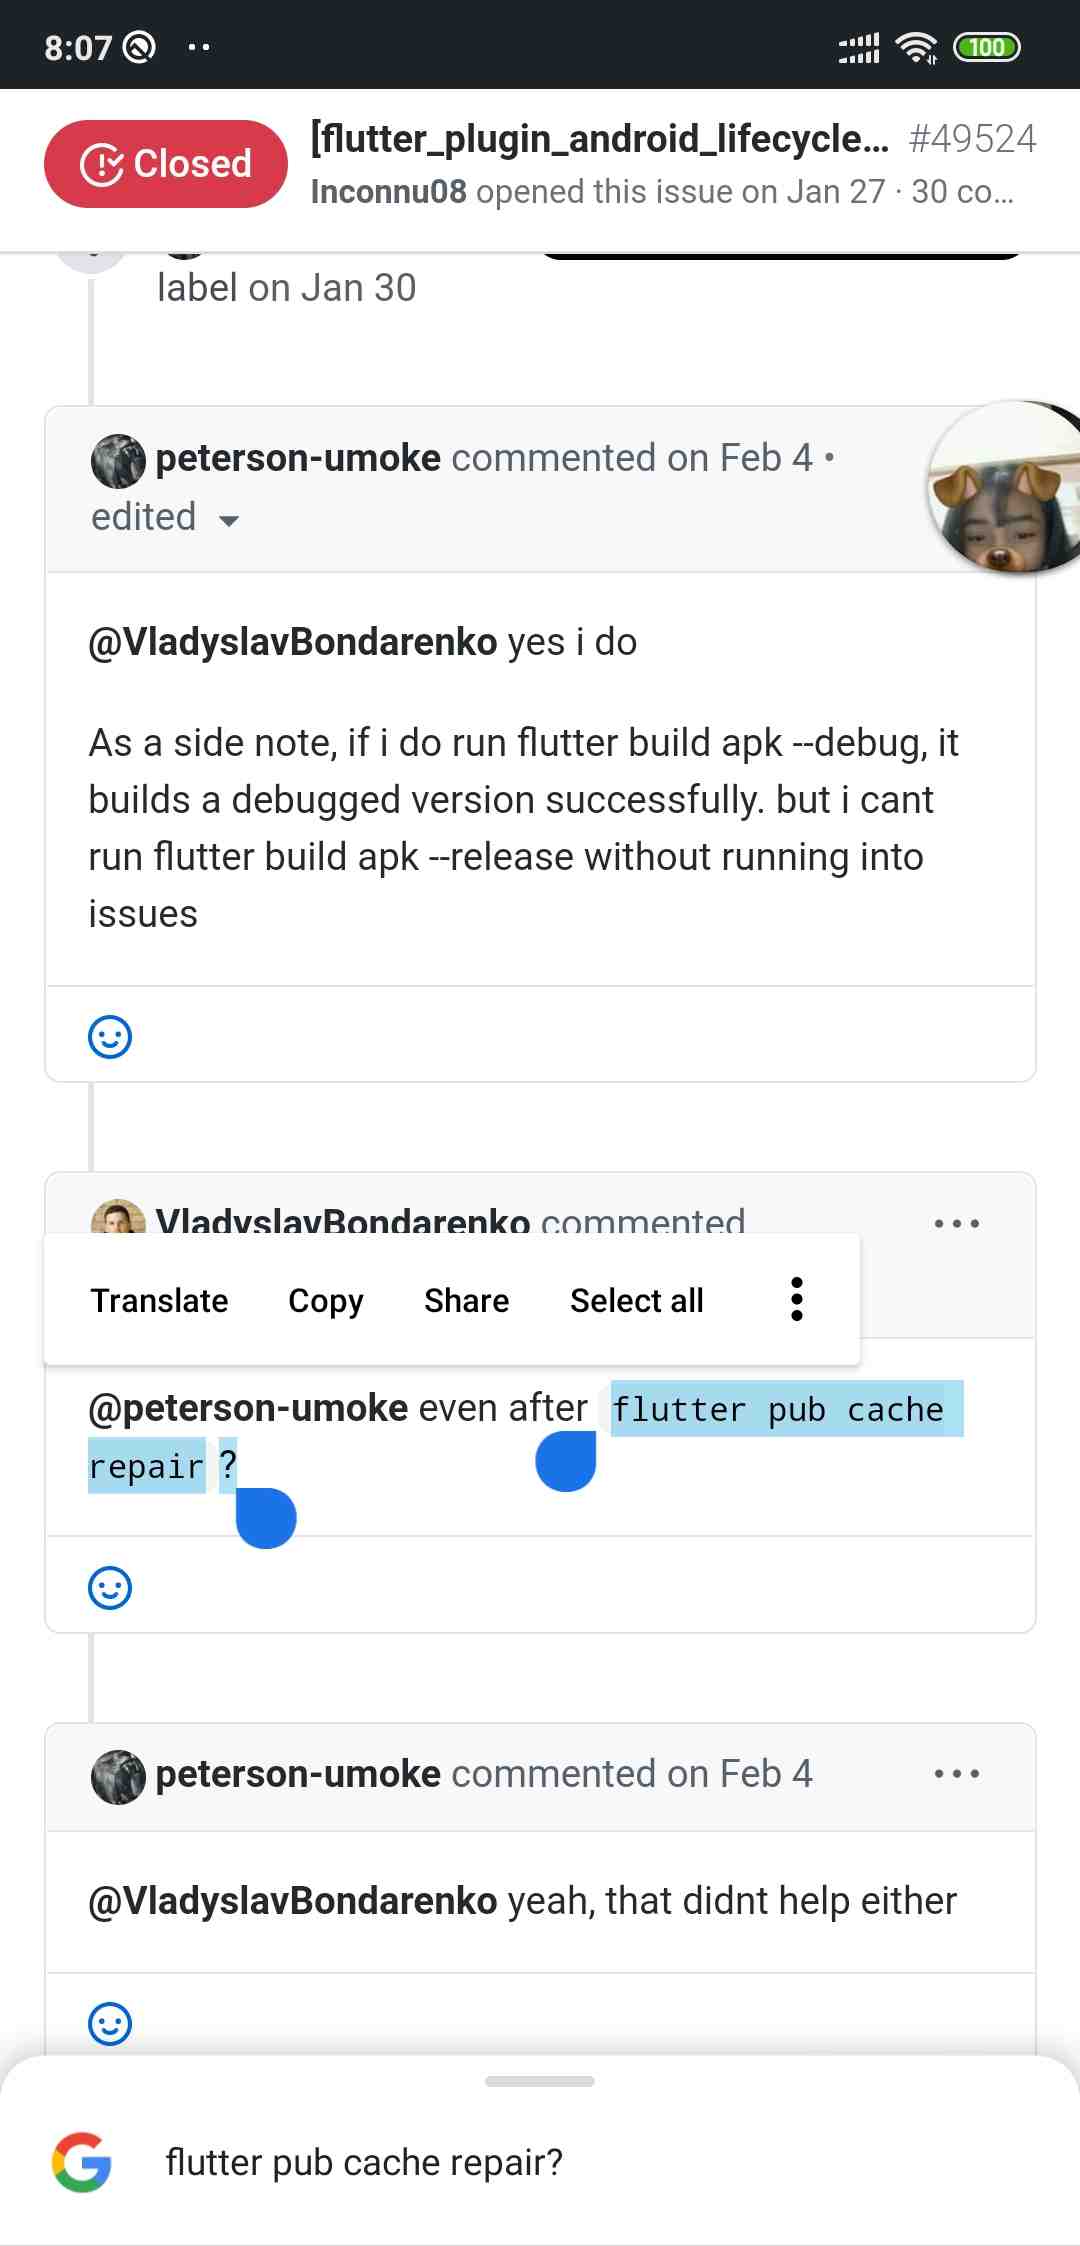 8:07
100
Closed
[flutter_plugin_android_lifecycle... #49524
Inconnu08 opened this issue on Jan 27 · 30 co...
label on Jan 30
peterson-umoke commented on Feb 4 •
edited
@VladyslavBondarenko yes i do
As a side note, if i do run flutter build apk --debug, it
builds a debugged version successfully. but i cant
run flutter build apk --release without running into
issues
VladyslavBondarenko commented
Translate Copy Share Select all
@peterson-umoke even after flutter pub cache
repair ?
peterson-umoke commented on Feb 4
@VladyslavBondarenko yeah, that didnt help either
flutter pub cache repair?